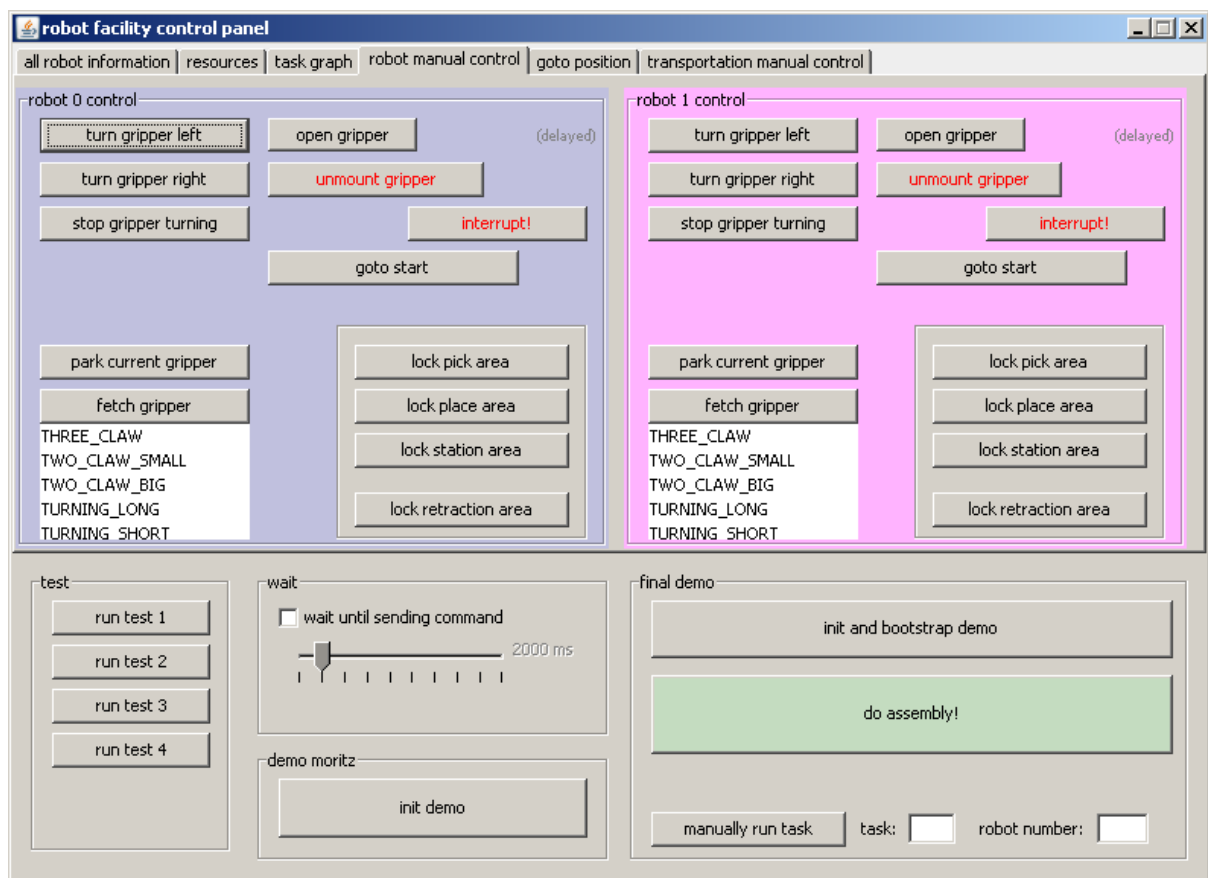 robot facility control panel
all robot information resources task graph robot manual control goto position transportation manual control
robot 0 control
turn gripper left open gripper (delayed)
turn gripper right unmount gripper
stop gripper turning interrupt!
goto start
park current gripper lock pick area
fetch gripper lock place area
THREE_CLAW
TWO_CLAW_SMALL lock station area
TWO_CLAW_BIG
TURNING_LONG lock retraction area
TURNING_SHORT
robot 1 control
turn gripper left open gripper (delayed)
turn gripper right unmount gripper
stop gripper turning interrupt!
goto start
park current gripper lock pick area
fetch gripper lock place area
THREE_CLAW
TWO_CLAW_SMALL lock station area
TWO_CLAW_BIG
TURNING_LONG lock retraction area
TURNING_SHORT
test
run test 1
run test 2
run test 3
run test 4
wait
wait until sending command
2000 ms
demo moritz
init demo
final demo
init and bootstrap demo
do assembly!
manually run task task: robot number: